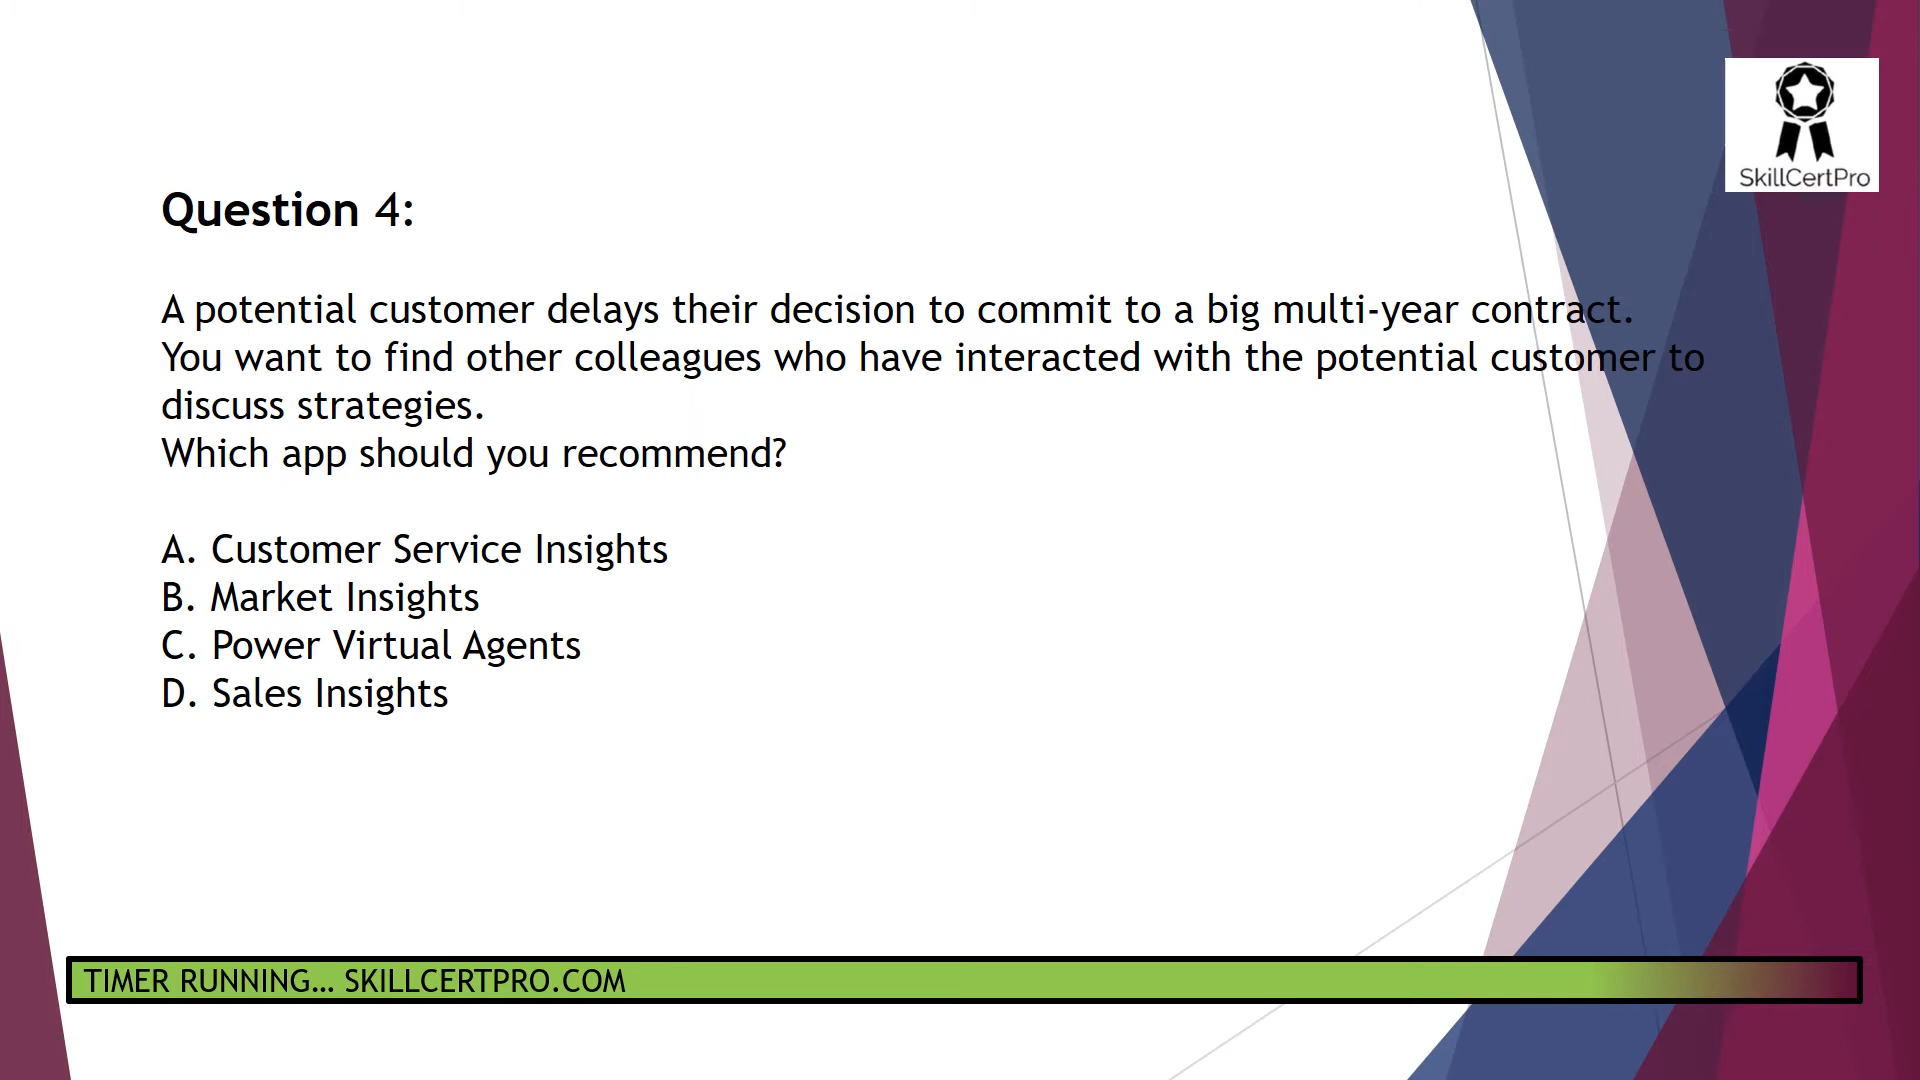 SkillCertPro
Question 4:
A potential customer delays their decision to commit to a big multi-year contract.
You want to find other colleagues who have interacted with the potential customer to
discuss strategies.
Which app should you recommend?
A. Customer Service Insights
B. Market Insights
C. Power Virtual Agents
D. Sales Insights
TIMER RUNNING... SKILLCERTPRO.COM